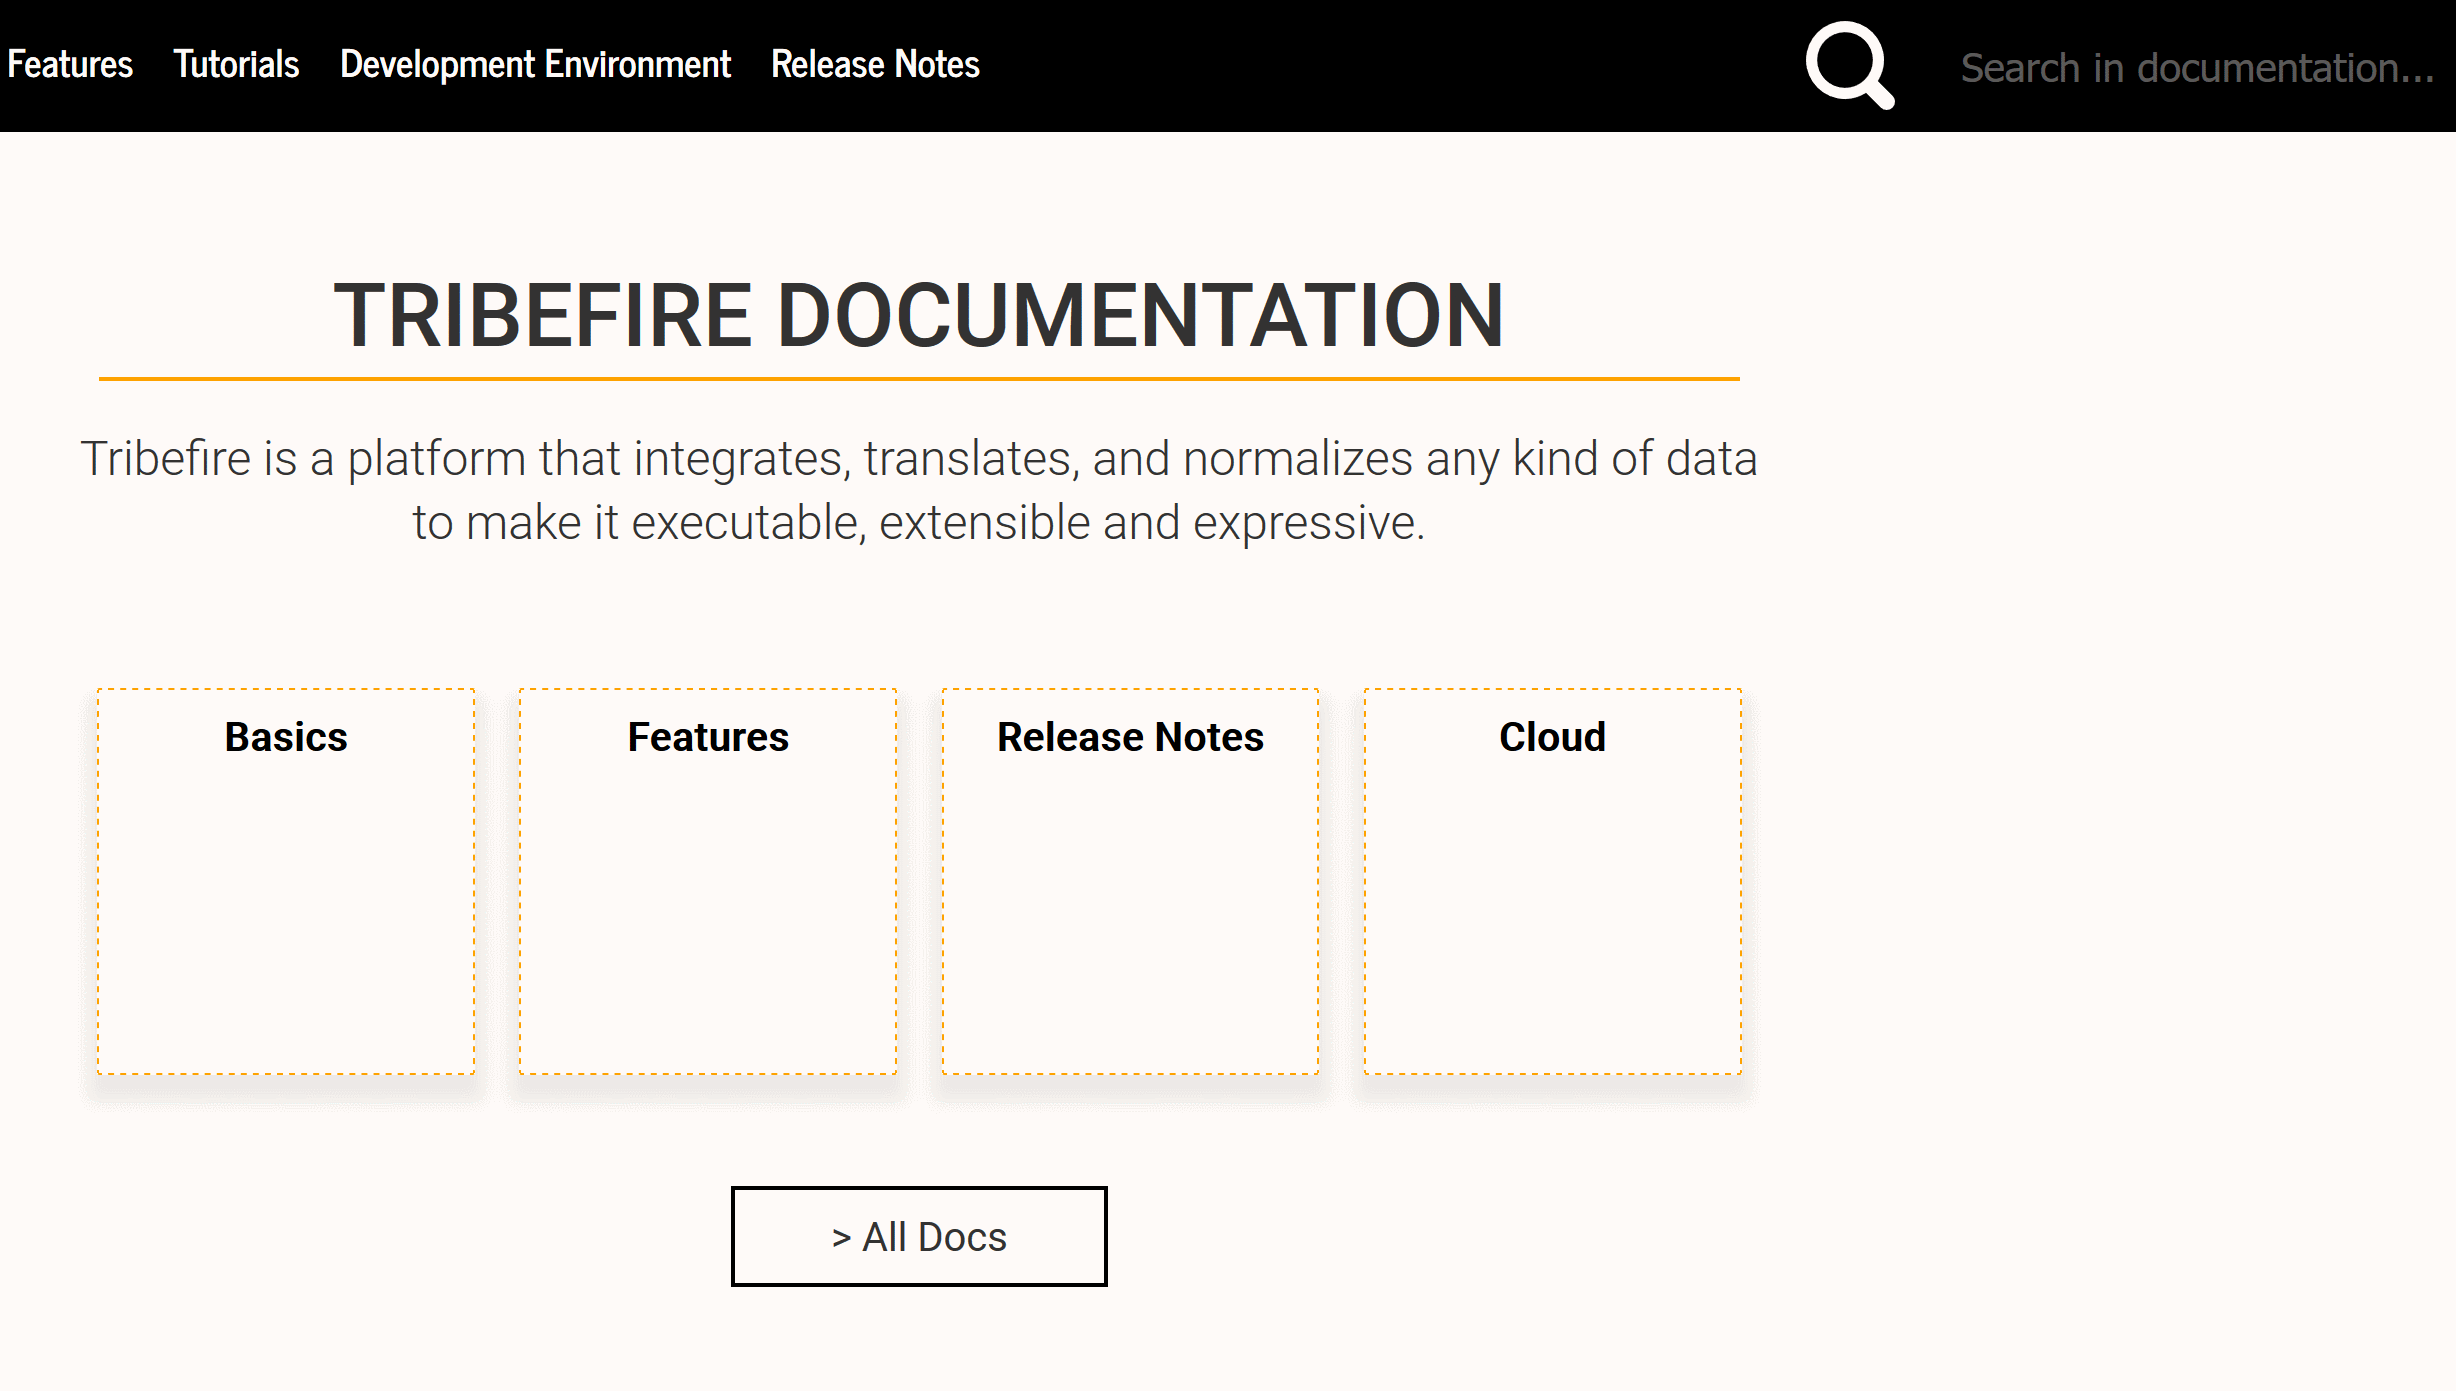 Features Tutorials Development Environment Release Notes Search in documentation...
TRIBEFIRE DOCUMENTATION
Tribefire is a platform that integrates, translates, and normalizes any kind of data
to make it executable, extensible and expressive.
Basics Features Release Notes Cloud
> All Docs